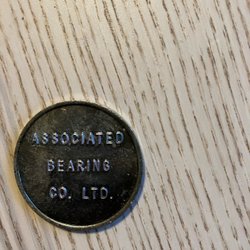 ASSOCIATED
BEARING
CO. LTD.